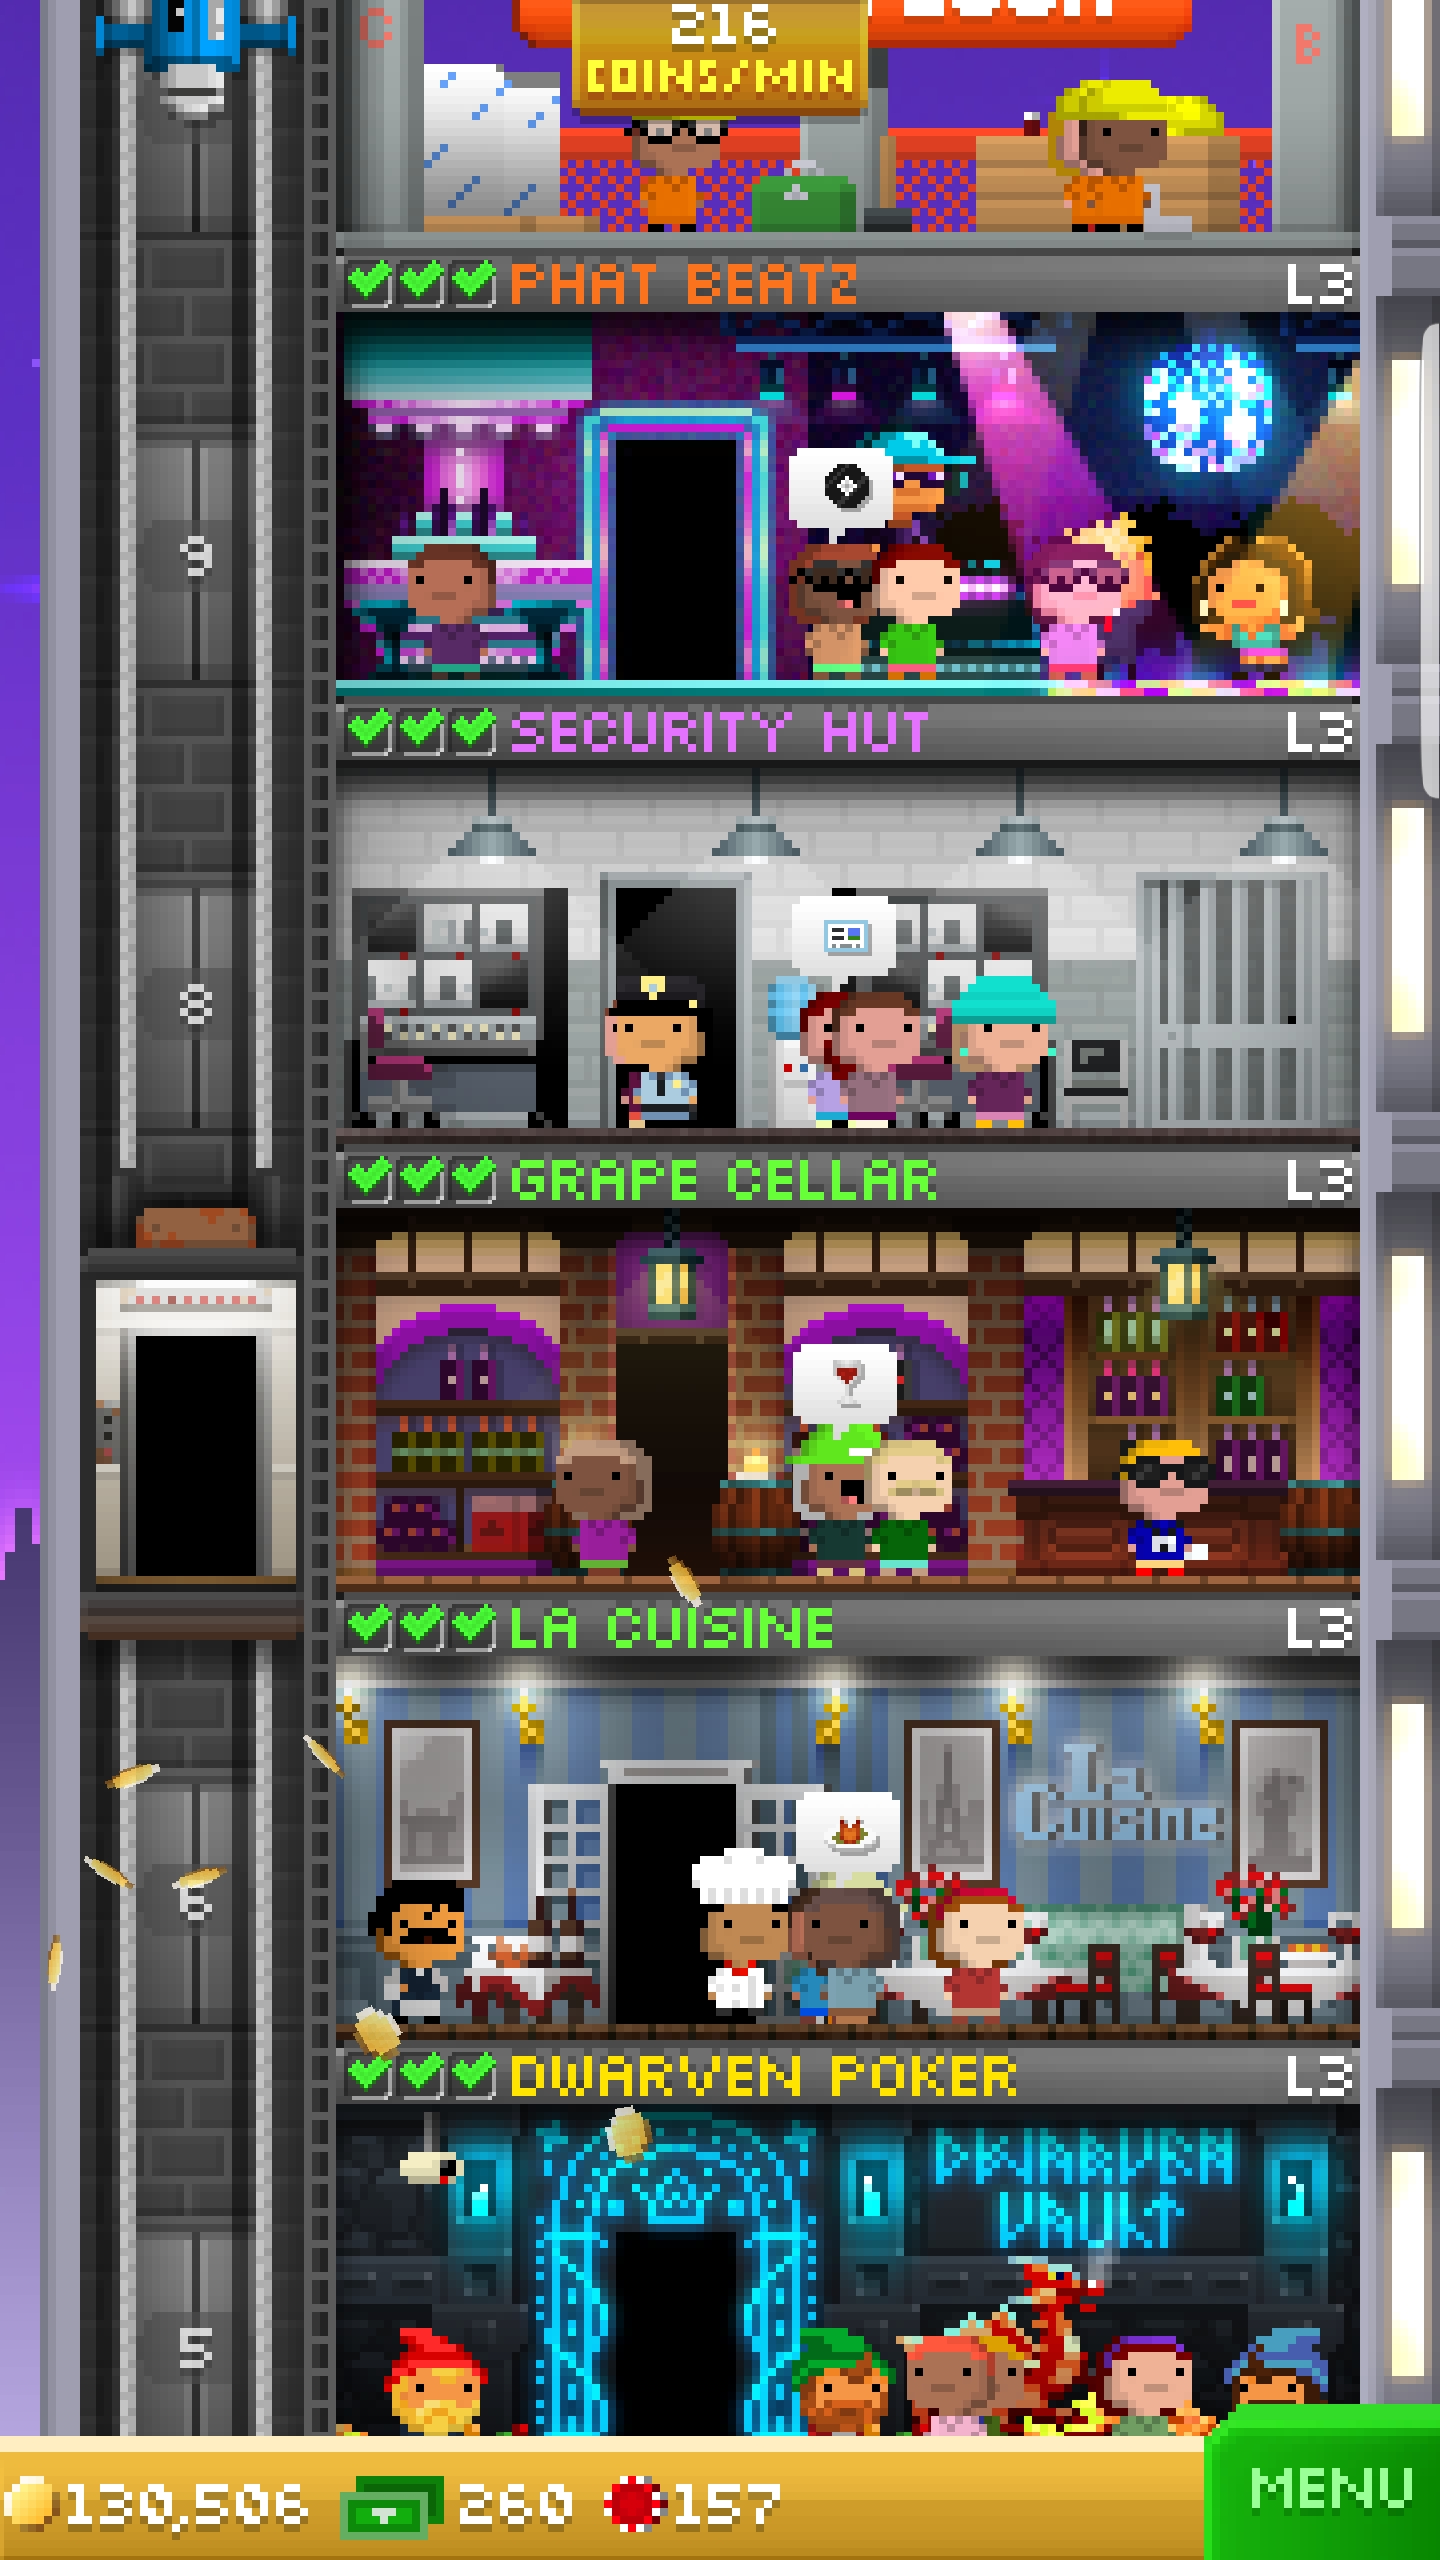 C
B
216
COINS/MIN
PHAT BEATZ L3
9
SECURITY HUT L3
8
GRAPE CELLAR L3
LA CUISINE L3
La
Cuisine
6
DWARVEN POKER L3
DWARVEN
VAULT
5
130,506 260 157
MENU